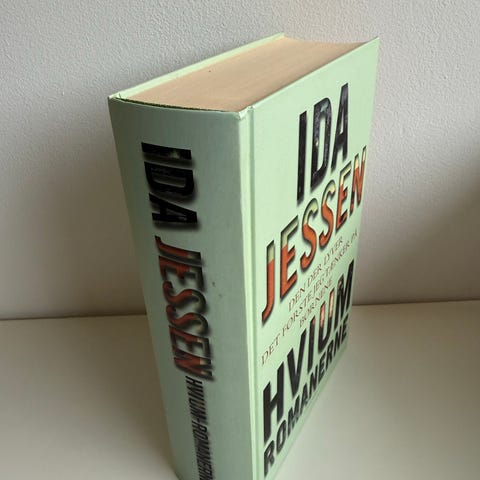 IDA JESSEN HVIUM-ROMANERNE
IDA
JESSEN
DEN DER LYVER
DET FØRSTE JEG TÆNKER PÅ
BØRNENE
HVIUM
ROMANERNE